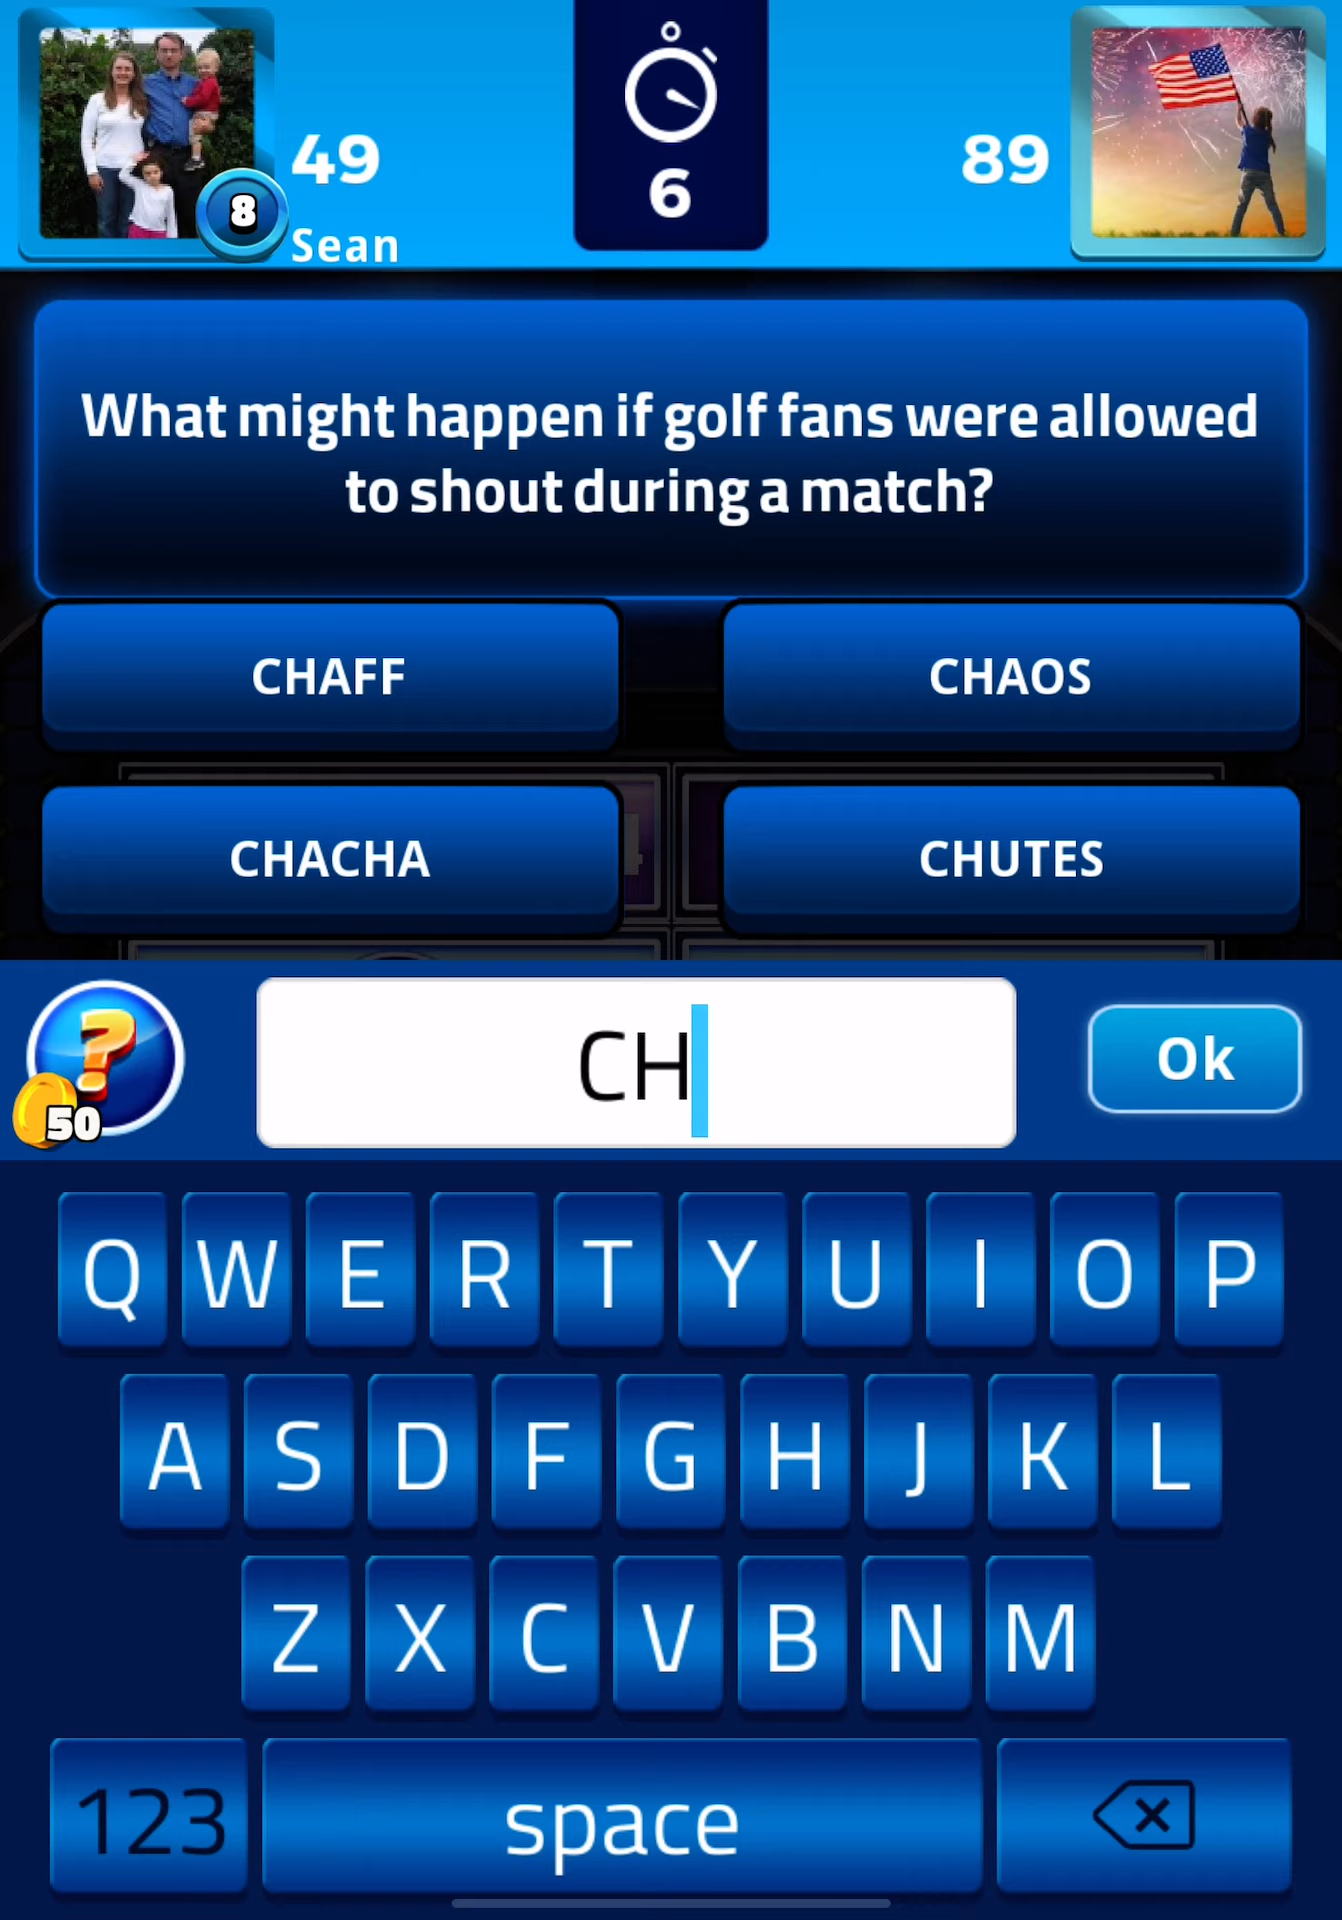 49
8
Sean
6
89
What might happen if golf fans were allowed
to shout during a match?
CHAFF
CHAOS
CHACHA
CHUTES
50
CH
Ok
Q W E R T Y U I O P
A S D F G H J K L
Z X C V B N M
123
space